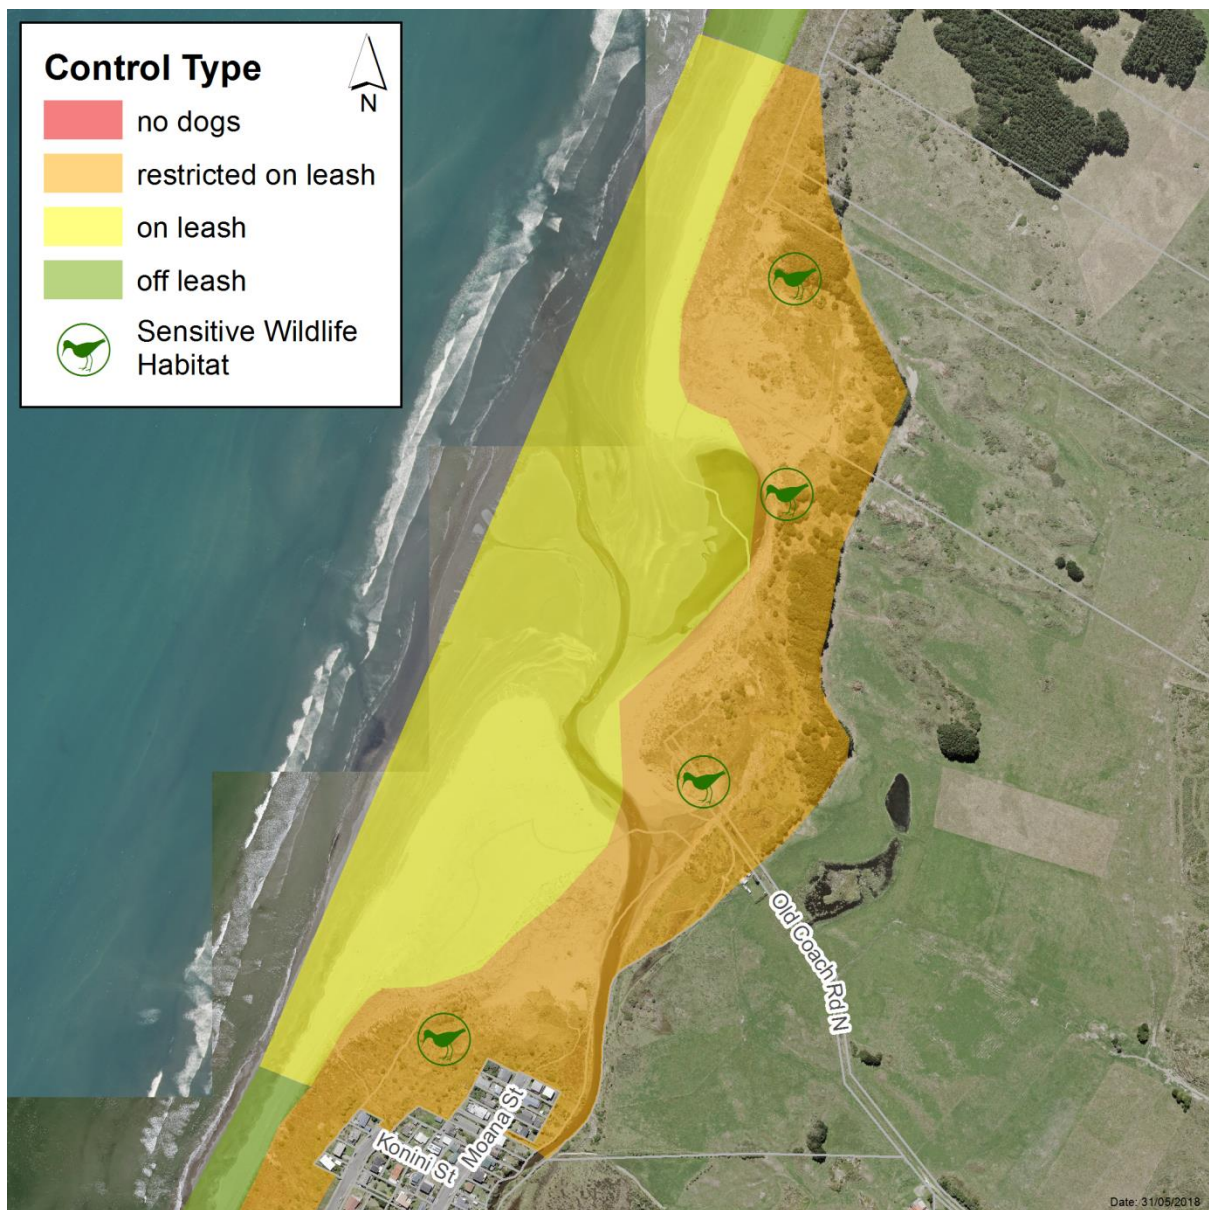 Control Type
N
no dogs
restricted on leash
on leash
off leash
Sensitive Wildlife
Habitat
Old Coach Rd N
Moana St
Konini St
Date: 31/05/2018